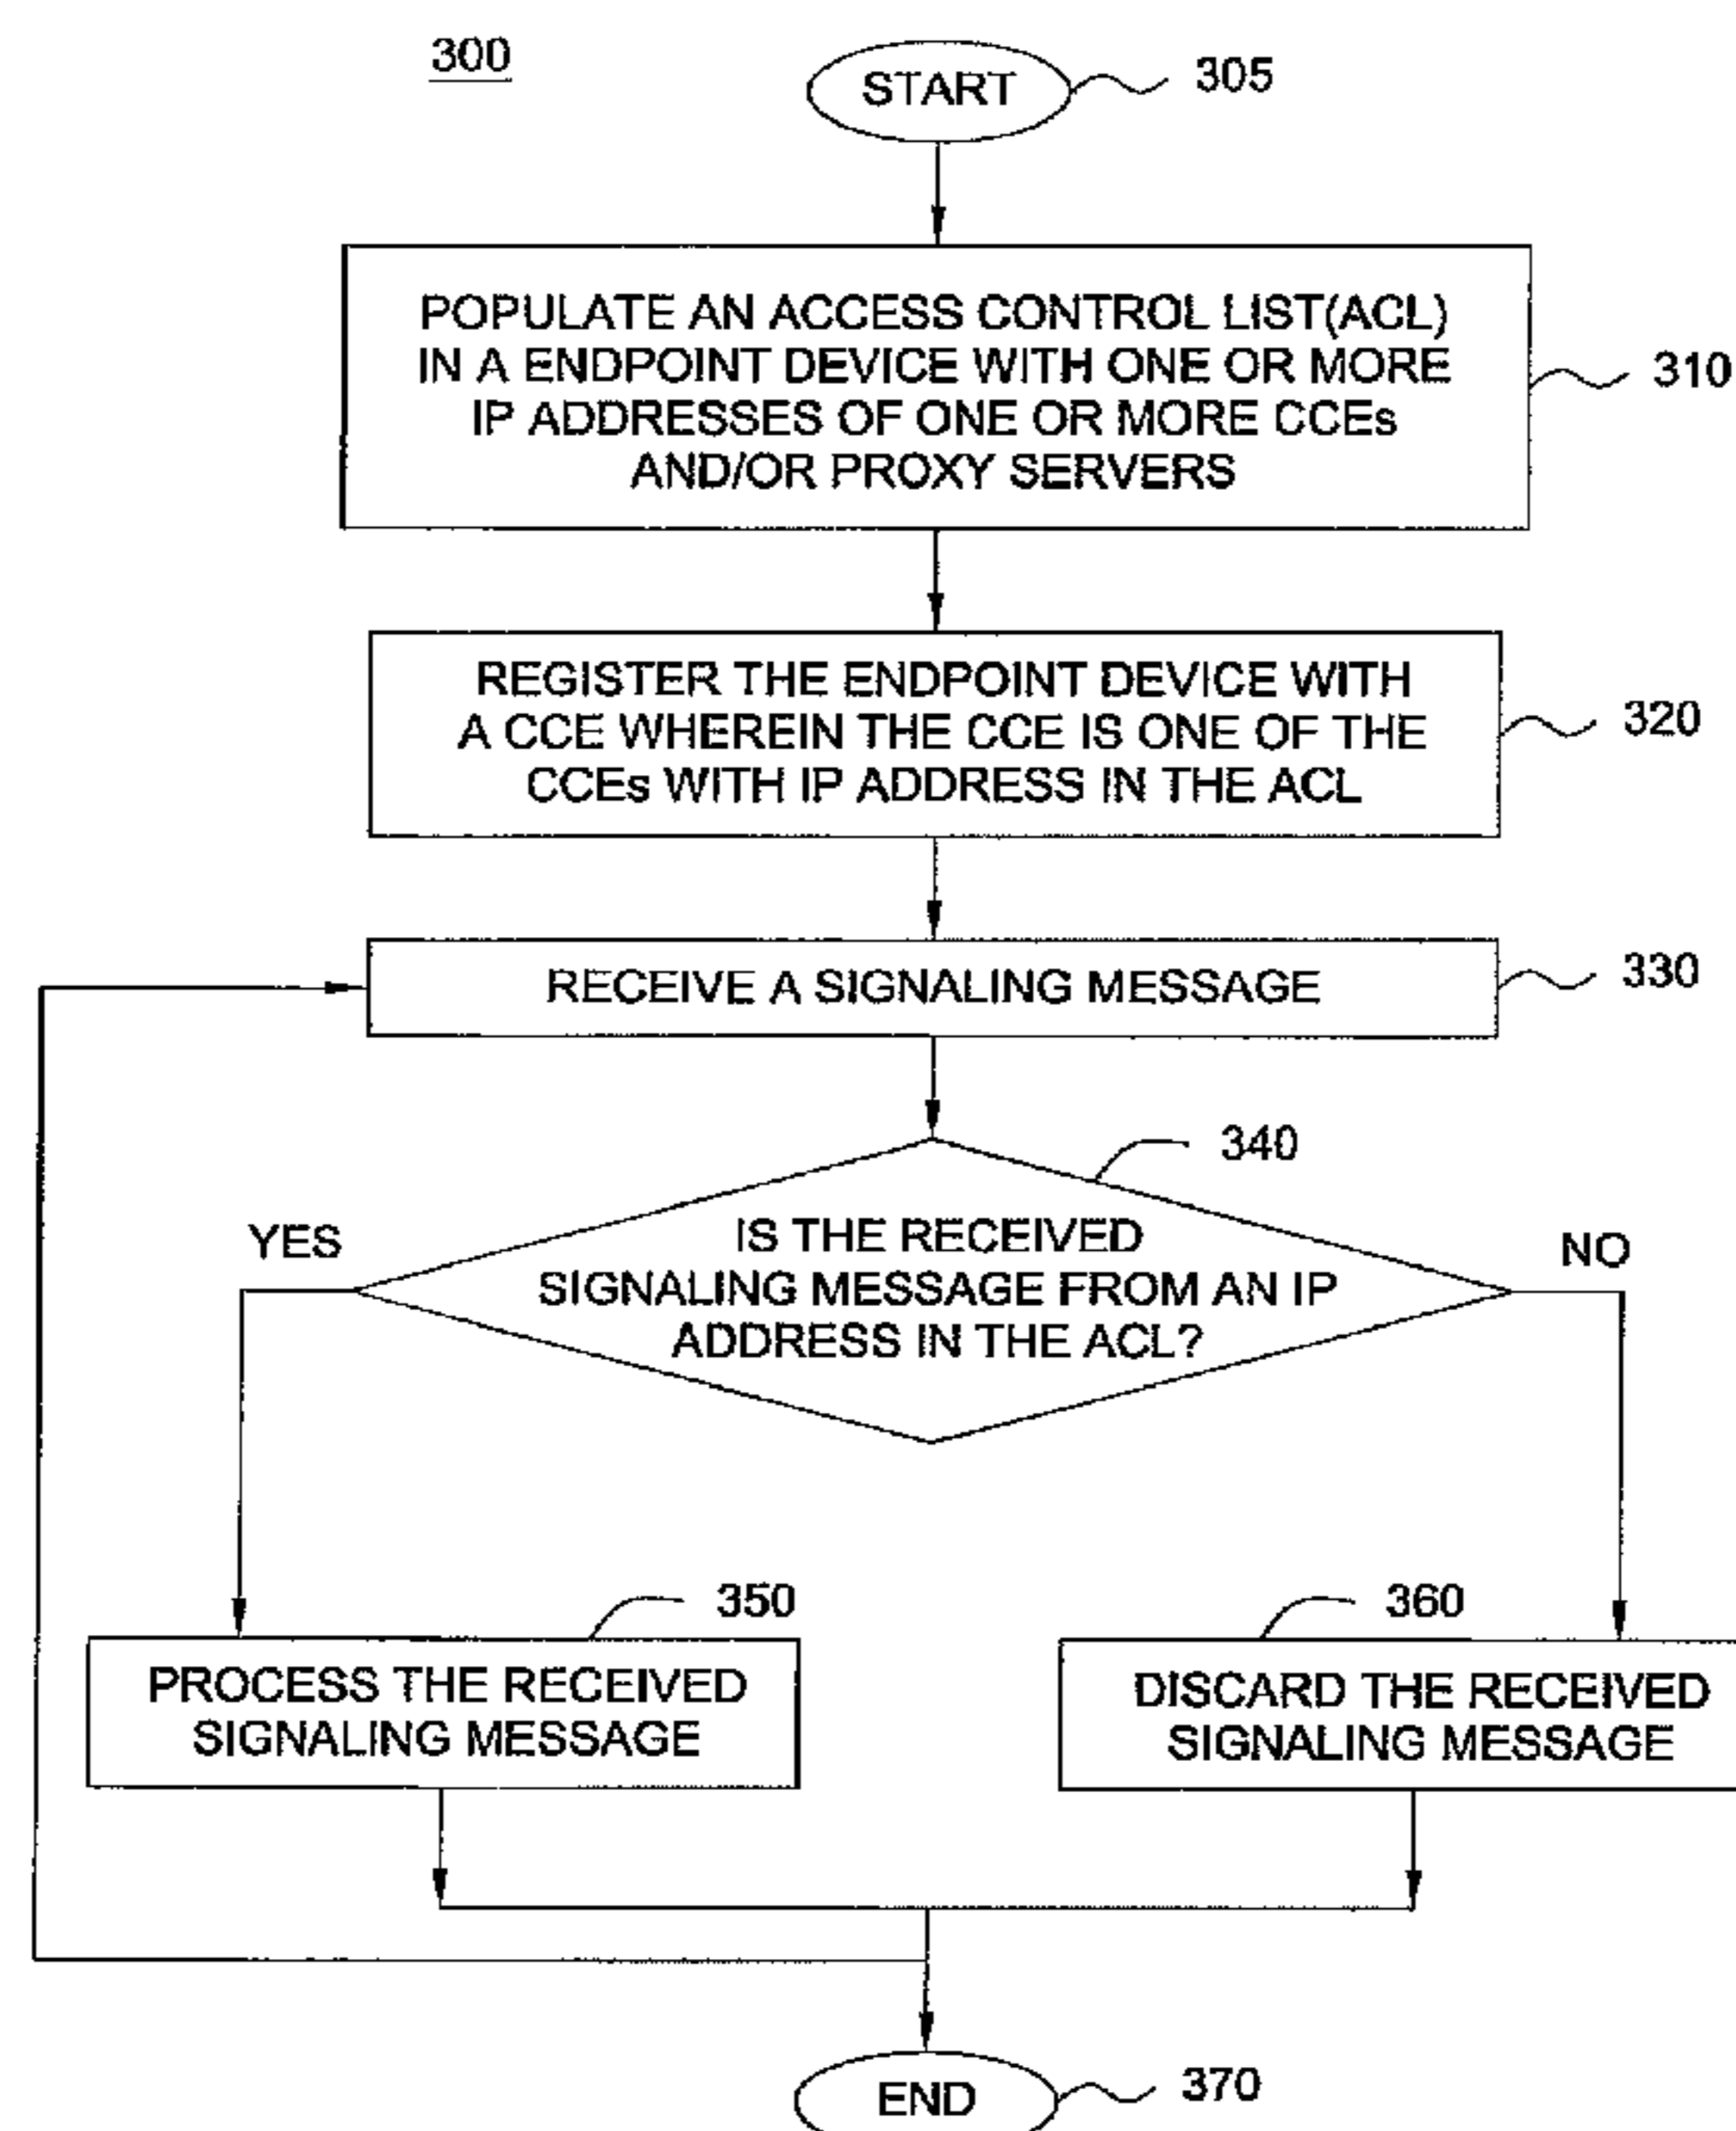 300
START
305
POPULATE AN ACCESS CONTROL LIST(ACL)
IN A ENDPOINT DEVICE WITH ONE OR MORE
IP ADDRESSES OF ONE OR MORE CCEs
AND/OR PROXY SERVERS
310
REGISTER THE ENDPOINT DEVICE WITH
A CCE WHEREIN THE CCE IS ONE OF THE
CCEs WITH IP ADDRESS IN THE ACL
320
RECEIVE A SIGNALING MESSAGE
330
340
IS THE RECEIVED
SIGNALING MESSAGE FROM AN IP
ADDRESS IN THE ACL?
YES
NO
350
PROCESS THE RECEIVED
SIGNALING MESSAGE
360
DISCARD THE RECEIVED
SIGNALING MESSAGE
END
370